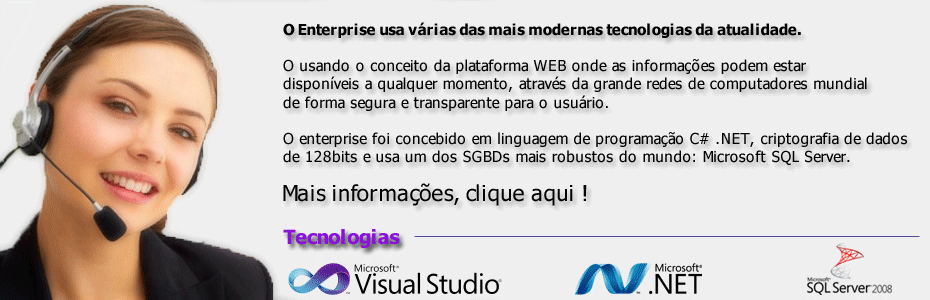 O Enterprise usa várias das mais modernas tecnologias da atualidade.
O usando o conceito da plataforma WEB onde as informações podem estar
disponíveis a qualquer momento, através da grande redes de computadores mundial
de forma segura e transparente para o usuário.
O enterprise foi concebido em linguagem de programação C# .NET, criptografia de dados
de 128bits e usa um dos SGBDs mais robustos do mundo: Microsoft SQL Server.
Mais informações, clique aqui !
Tecnologias
Microsoft®
Visual Studio®
Microsoft®
.NET
Microsoft®
SQL Server 2008